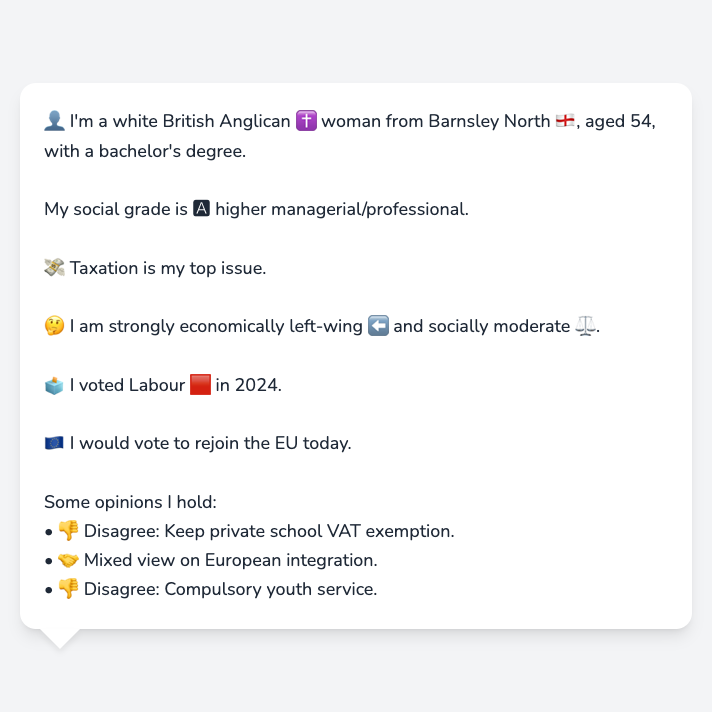 👤 I'm a white British Anglican ✝️ woman from Barnsley North 🏴󠁧󠁢󠁥󠁮󠁧󠁿, aged 54,
with a bachelor's degree.
My social grade is 🅰 higher managerial/professional.
💸 Taxation is my top issue.
🤔 I am strongly economically left-wing ⬅️ and socially moderate ⚖️.
🗳️ I voted Labour 🟥 in 2024.
🇪🇺 I would vote to rejoin the EU today.
Some opinions I hold:
• 👎 Disagree: Keep private school VAT exemption.
• 🤝 Mixed view on European integration.
• 👎 Disagree: Compulsory youth service.